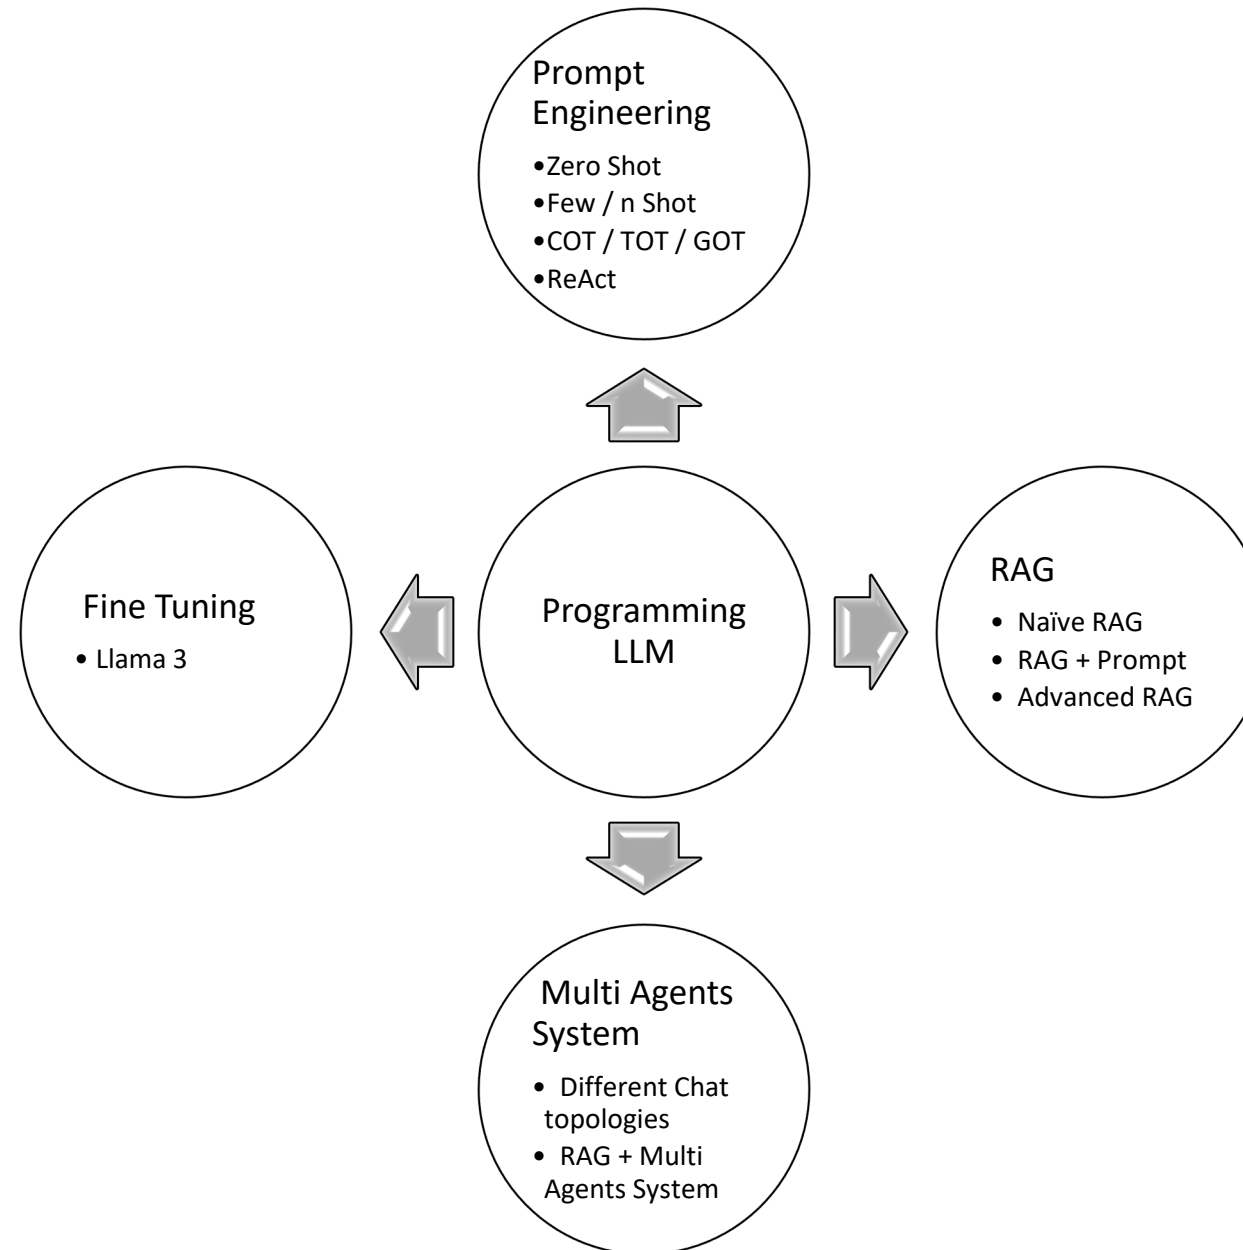 Prompt
Engineering
•Zero Shot
•Few / n Shot
•COT / TOT / GOT
•ReAct
Fine Tuning
• Llama 3
Programming
LLM
RAG
• Naïve RAG
• RAG + Prompt
• Advanced RAG
Multi Agents
System
• Different Chat
topologies
• RAG + Multi
Agents System